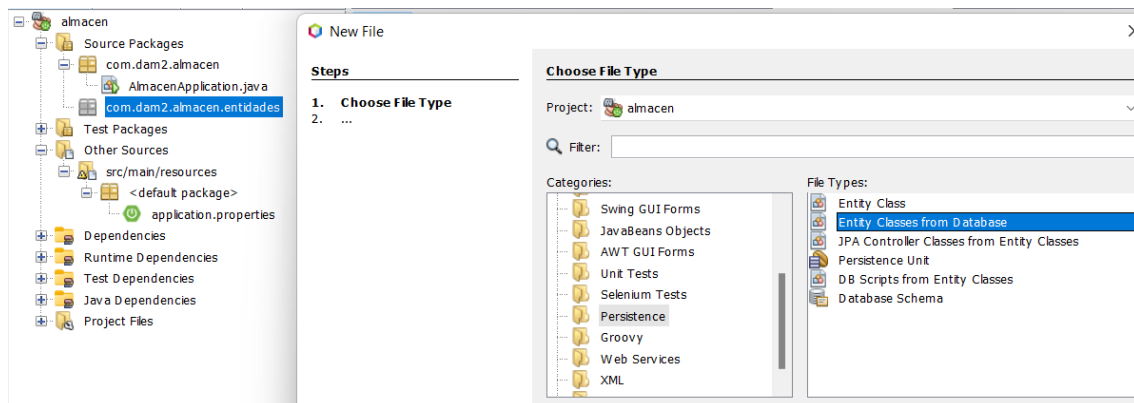 almacen
Source Packages
com.dam2.almacen
AlmacenApplication.java
com.dam2.almacen.entidades
Test Packages
Other Sources
src/main/resources
<default package>
application.properties
Dependencies
Runtime Dependencies
Test Dependencies
Java Dependencies
Project Files
New File
Steps
1. Choose File Type
2. ...
Choose File Type
Project: almacen
Filter:
Categories:
Swing GUI Forms
JavaBeans Objects
AWT GUI Forms
Unit Tests
Selenium Tests
Persistence
Groovy
Web Services
XML
File Types:
Entity Class
Entity Classes from Database
JPA Controller Classes from Entity Classes
Persistence Unit
DB Scripts from Entity Classes
Database Schema